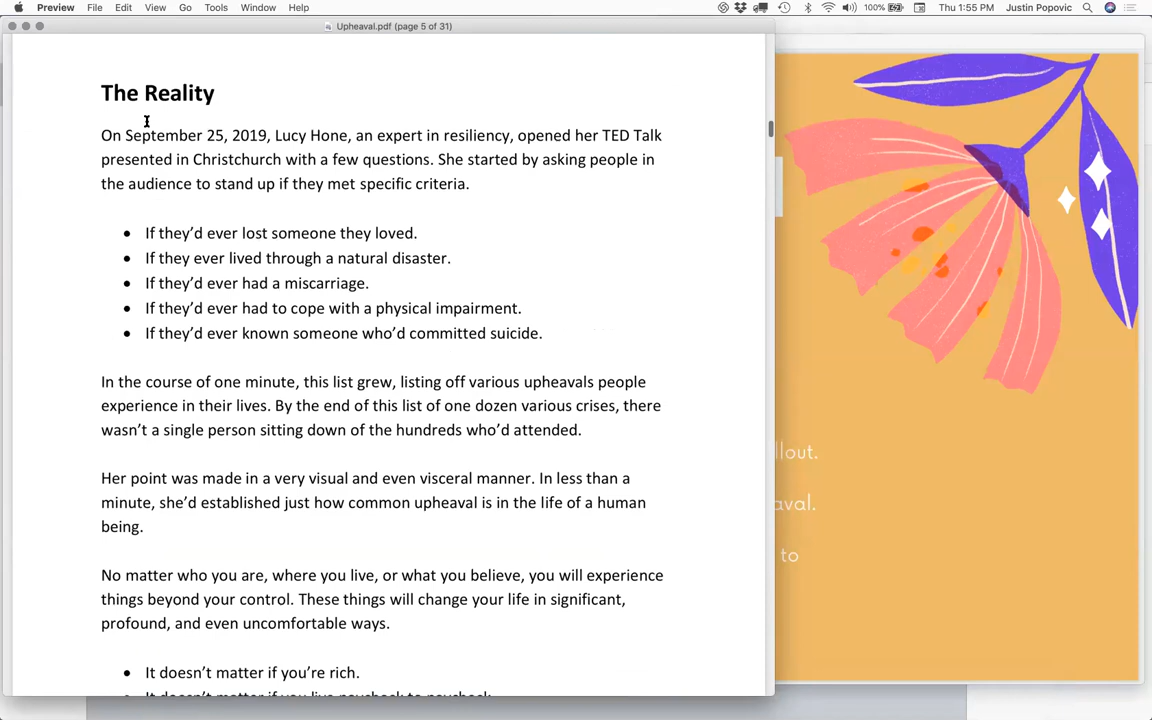 Preview File Edit View Go Tools Window Help
100% Thu 1:55 PM Justin Popovic
Upheaval.pdf (page 5 of 31)
The Reality
On September 25, 2019, Lucy Hone, an expert in resiliency, opened her TED Talk
presented in Christchurch with a few questions. She started by asking people in
the audience to stand up if they met specific criteria.
• If they’d ever lost someone they loved.
• If they ever lived through a natural disaster.
• If they’d ever had a miscarriage.
• If they’d ever had to cope with a physical impairment.
• If they’d ever known someone who’d committed suicide.
In the course of one minute, this list grew, listing off various upheavals people
experience in their lives. By the end of this list of one dozen various crises, there
wasn’t a single person sitting down of the hundreds who’d attended.
Her point was made in a very visual and even visceral manner. In less than a
minute, she’d established just how common upheaval is in the life of a human
being.
No matter who you are, where you live, or what you believe, you will experience
things beyond your control. These things will change your life in significant,
profound, and even uncomfortable ways.
• It doesn’t matter if you’re rich.
• It doesn’t matter if you live paycheck to paycheck.
llout.
aval.
to